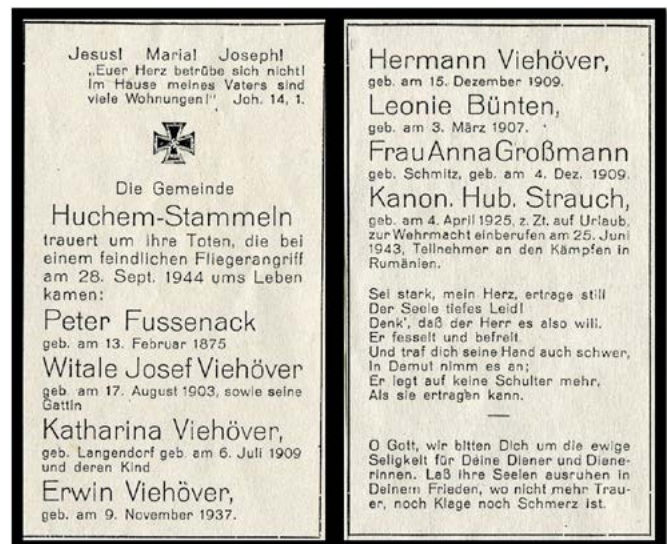 Jesus! Maria! Joseph!
„Euer Herz betrübe sich nicht!
Im Hause meines Vaters sind
viele Wohnungen!" Joh. 14, 1.
Die Gemeinde
Huchem-Stammeln
trauert um ihre Toten, die bei
einem feindlichen Fliegerangriff
am 28. Sept. 1944 ums Leben
kamen:
Peter Fussenack
geb. am 13. Februar 1875
Witale Josef Viehöver
geb. am 17. August 1903, sowie seine
Gattin
Katharina Viehöver,
geb. Langendorf geb. am 6. Juli 1909
und deren Kind
Erwin Viehöver,
geb. am 9. November 1937.
Hermann Viehöver,
geb. am 15. Dezember 1909.
Leonie Bünten,
geb. am 3. März 1907.
Frau Anna Großmann
geb. Schmitz, geb. am 4. Dez. 1909.
Kanon. Hub. Strauch,
geb. am 4. April 1925, z. Zt. auf Urlaub,
zur Wehrmacht einberufen am 25. Juni
1943, Teilnehmer an den Kämpfen in
Rumänien.
Sei stark, mein Herz, ertrage still
Der Seele tiefes Leid!
Denk', daß der Herr es also will.
Er fesselt und befreit.
Und traf dich seine Hand auch schwer,
In Demut nimm es an;
Er legt auf keine Schulter mehr,
Als sie ertragen kann.
O Gott, wir bitten Dich um die ewige
Seligkeit für Deine Diener und Diene-
rinnen. Laß ihre Seelen ausruhen in
Deinem Frieden, wo nicht mehr Trau-
er, noch Klage noch Schmerz ist.